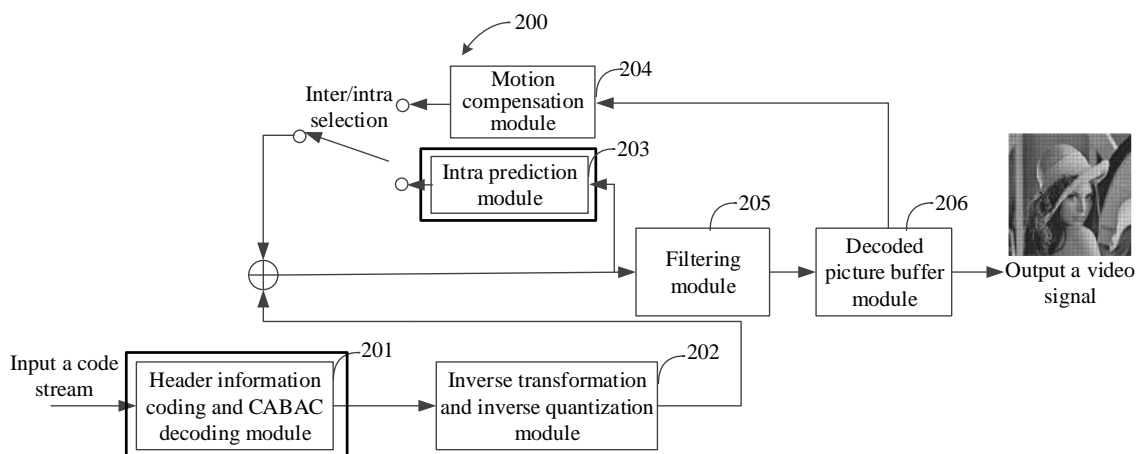 200
204
Motion
compensation
module
Inter/intra
selection
203
Intra prediction
module
205
Filtering
module
206
Decoded
picture buffer
module
Output a video
signal
Input a code
stream
201
Header information
coding and CABAC
decoding module
202
Inverse transformation
and inverse quantization
module